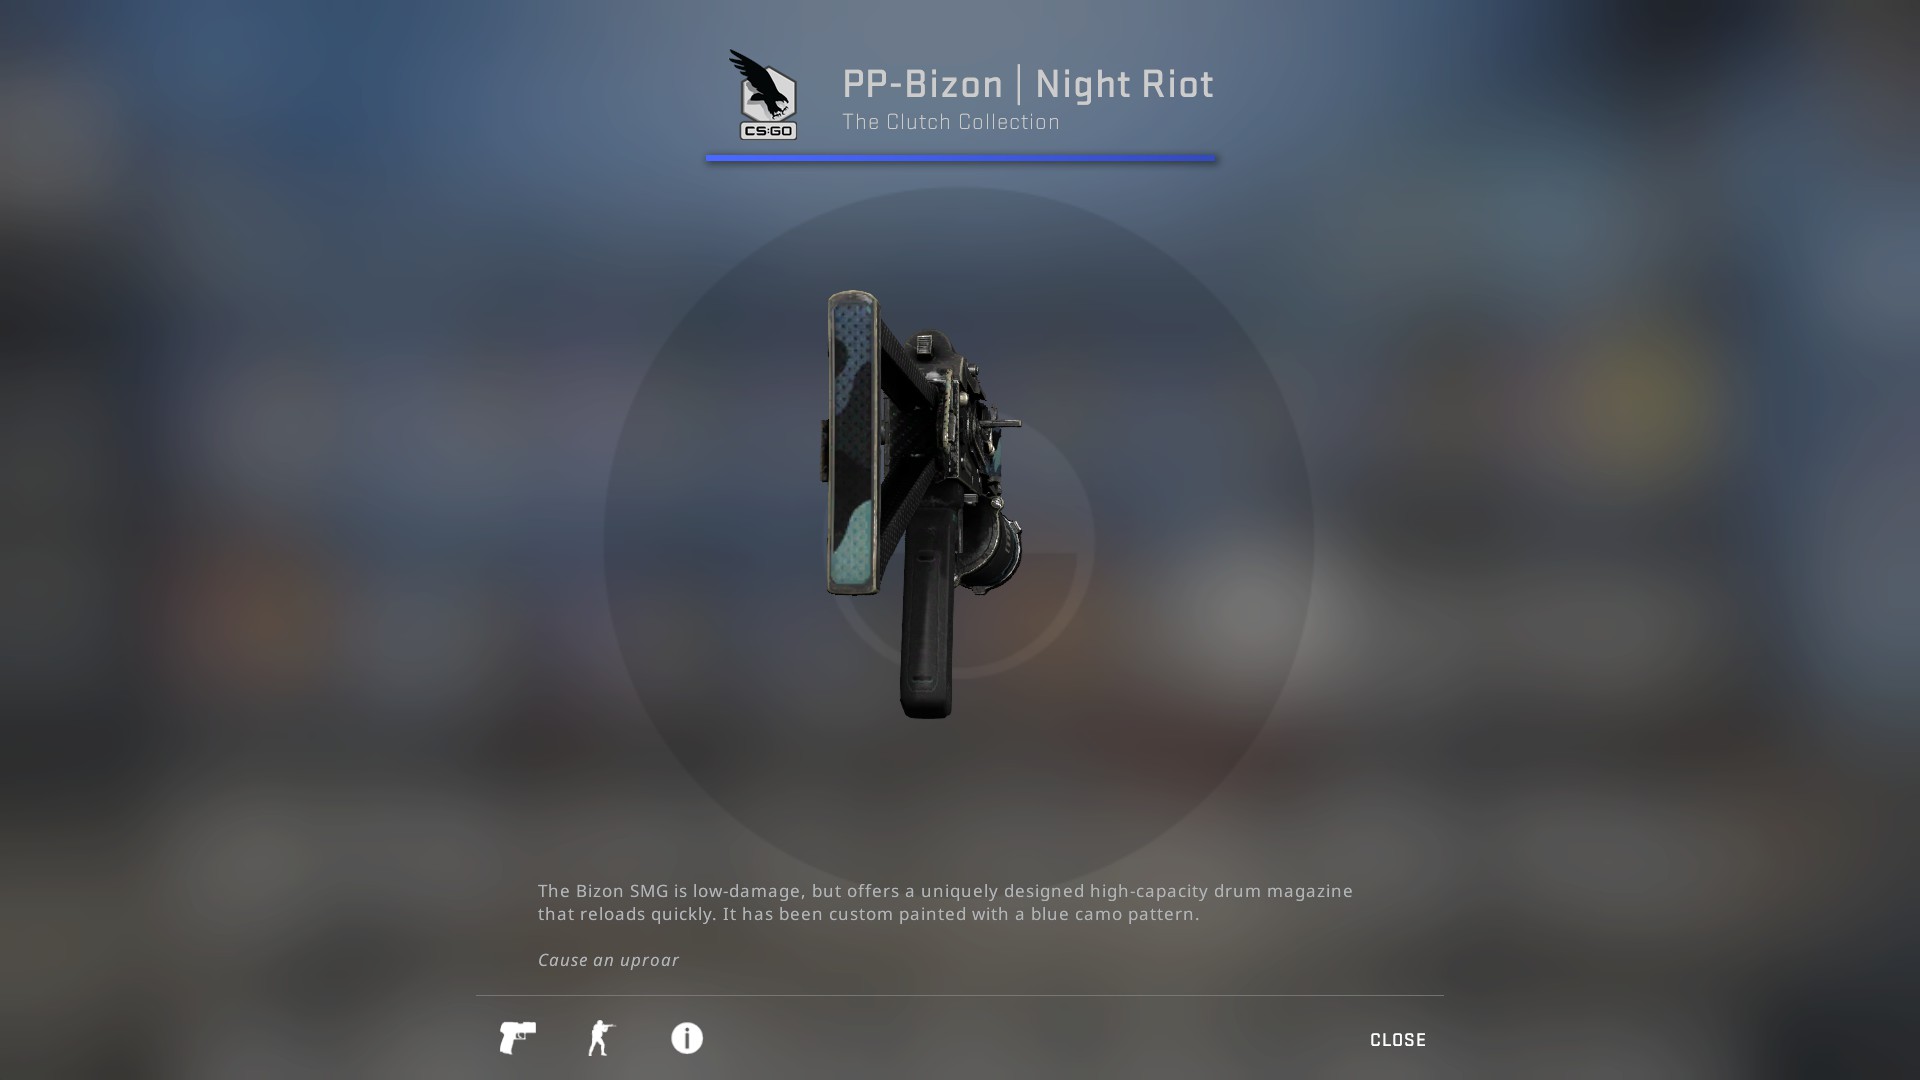 CS:GO
PP-Bizon | Night Riot
The Clutch Collection
The Bizon SMG is low-damage, but offers a uniquely designed high-capacity drum magazine
that reloads quickly. It has been custom painted with a blue camo pattern.
Cause an uproar
CLOSE